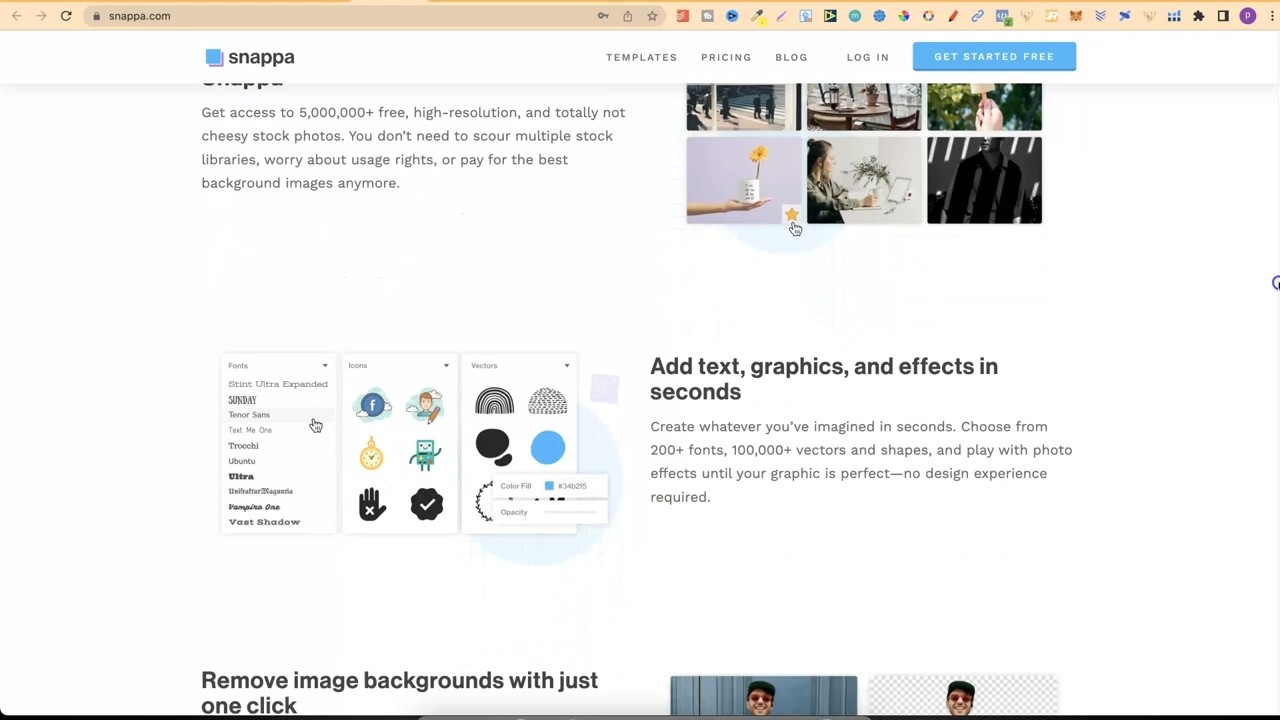 snappa.com
2
P
snappa
TEMPLATES PRICING BLOG LOG IN GET STARTED FREE
Snappa
Get access to 5,000,000+ free, high-resolution, and totally not
cheesy stock photos. You don’t need to scour multiple stock
libraries, worry about usage rights, or pay for the best
background images anymore.
Fonts
Stint Ultra Expanded
SUNDAY
Tenor Sans
Text Me One
Trocchi
Ubuntu
Ultra
UnifrakturMaguntia
Vampiro One
Vast Shadow
Icons
f
Vectors
Color Fill #34b2f5
Opacity
Add text, graphics, and effects in
seconds
Create whatever you’ve imagined in seconds. Choose from
200+ fonts, 100,000+ vectors and shapes, and play with photo
effects until your graphic is perfect—no design experience
required.
Remove image backgrounds with just
one click